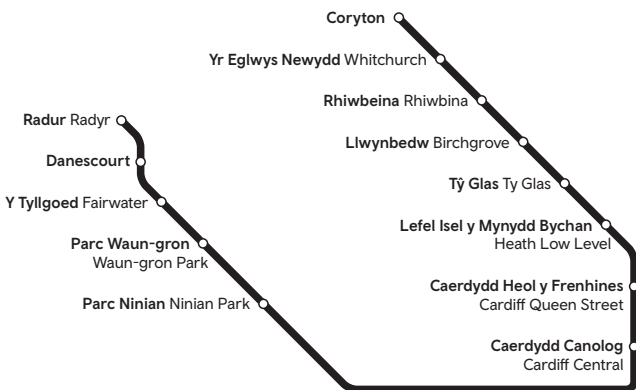 Coryton
Yr Eglwys Newydd Whitchurch
Rhiwbeina Rhiwbina
Llwynbedw Birchgrove
Tŷ Glas Ty Glas
Lefel Isel y Mynydd Bychan
Heath Low Level
Caerdydd Heol y Frenhines
Cardiff Queen Street
Caerdydd Canolog
Cardiff Central
Radur Radyr
Danescourt
Y Tyllgoed Fairwater
Parc Waun-gron
Waun-gron Park
Parc Ninian Ninian Park